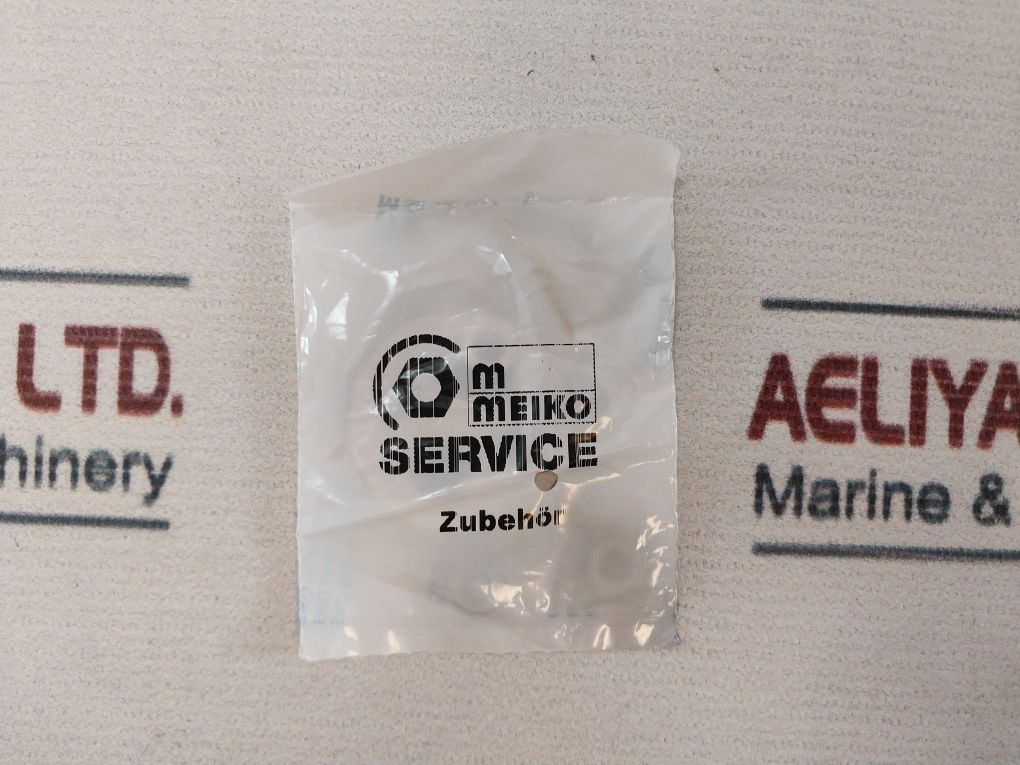 LTD.
hinery
m
MEIKO
SERVICE
Zubehör
AELIYA
Marine &